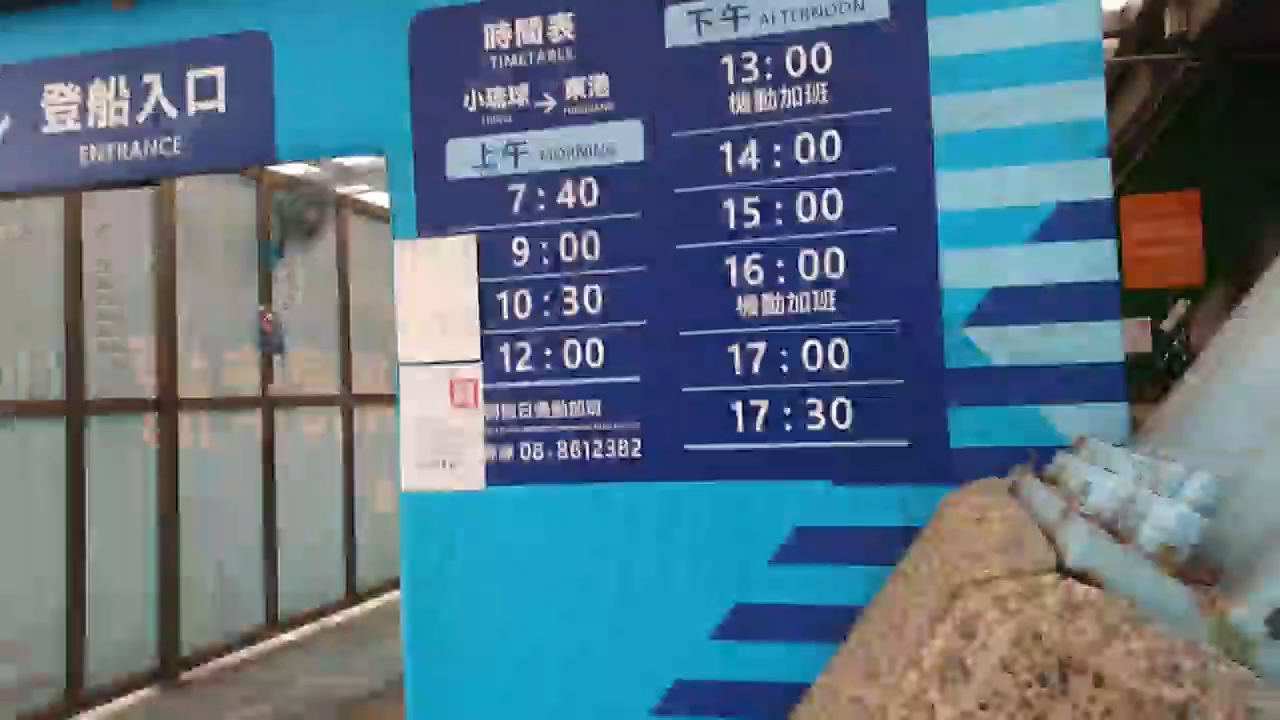 登船入口
ENTRANCE
時間表
TIMETABLE
小琉球 → 東港
上午 MORNING
7:40
9:00
10:30
12:00
08-8612382
下午 AFTERNOON
13:00
機動加班
14:00
15:00
16:00
機動加班
17:00
17:30